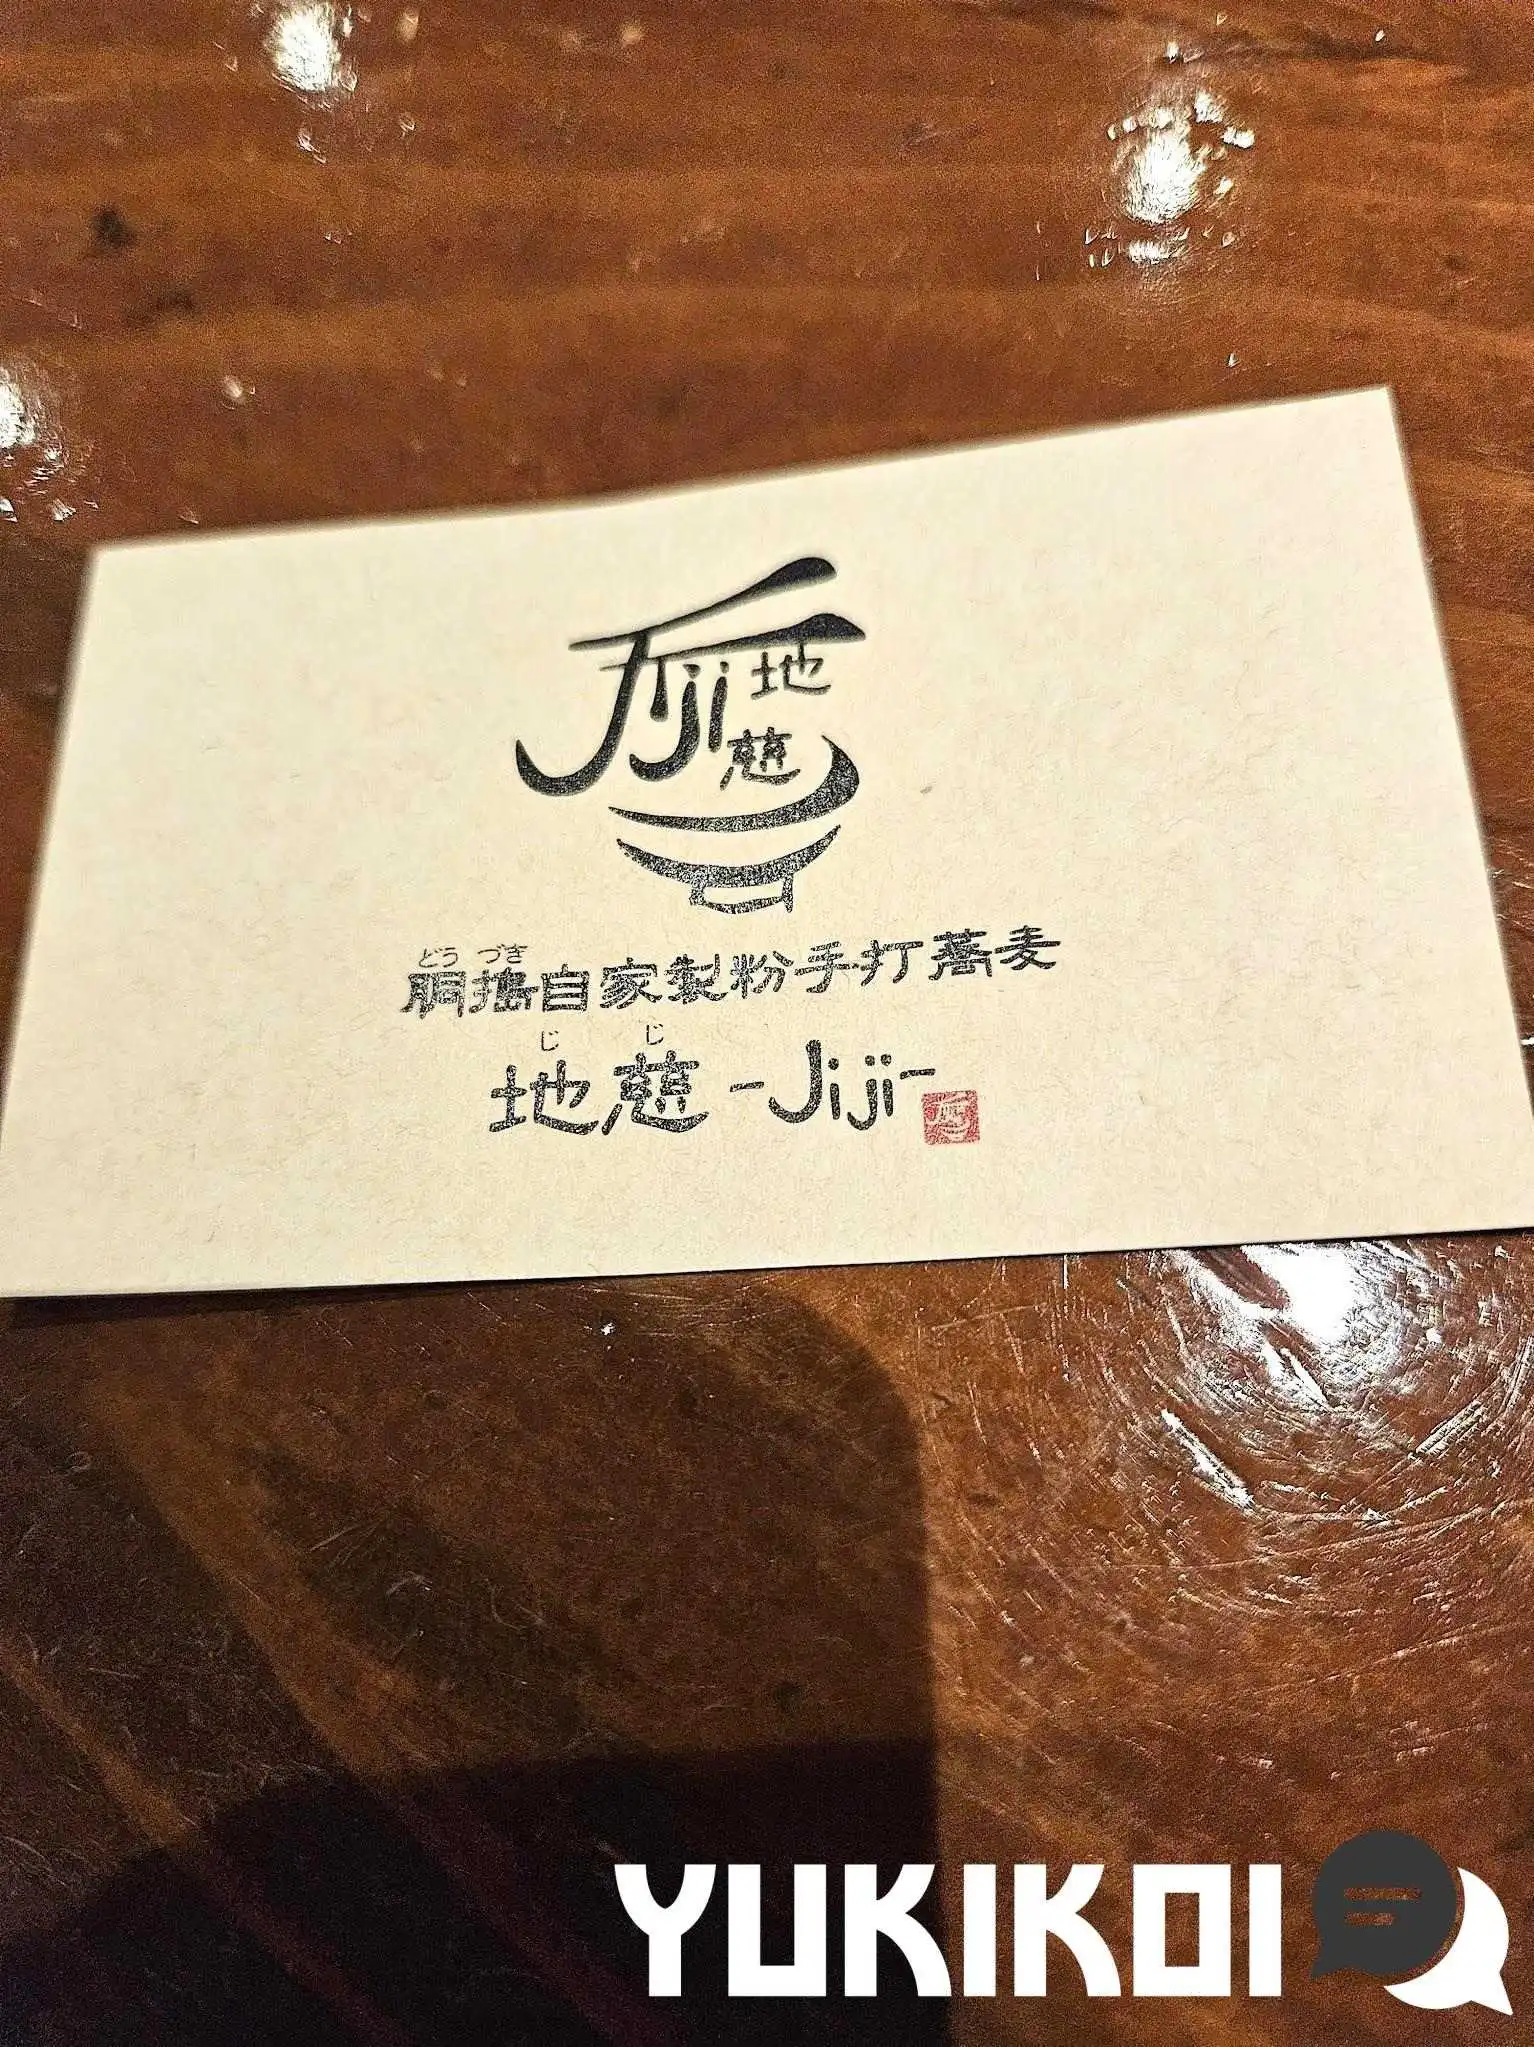 Jiji 地
慈
どうづき
胴搗自家製粉手打蕎麦
じ じ
地慈 -Jiji-
YUKIKOI